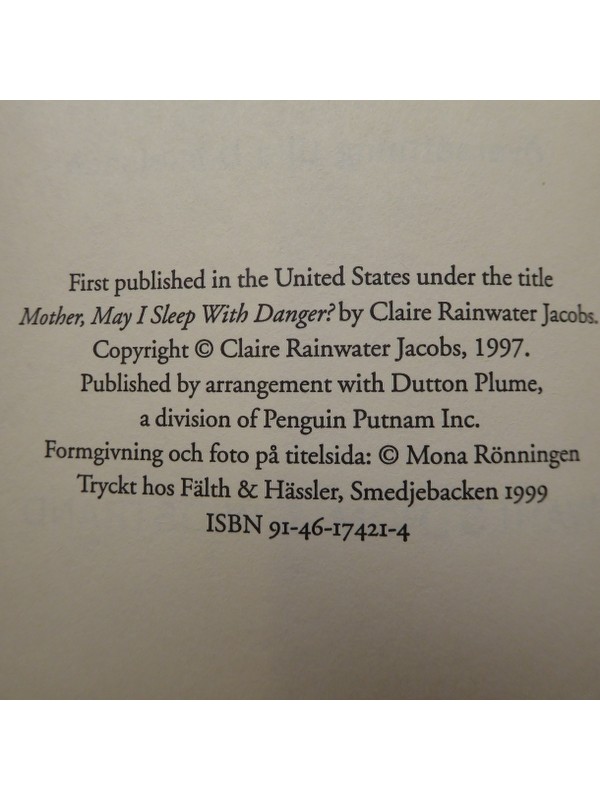 First published in the United States under the title
Mother, May I Sleep With Danger? by Claire Rainwater Jacobs.
Copyright © Claire Rainwater Jacobs, 1997.
Published by arrangement with Dutton Plume,
a division of Penguin Putnam Inc.
Formgivning och foto på titelsida: © Mona Rönningen
Tryckt hos Fälth & Hässler, Smedjebacken 1999
ISBN 91-46-17421-4